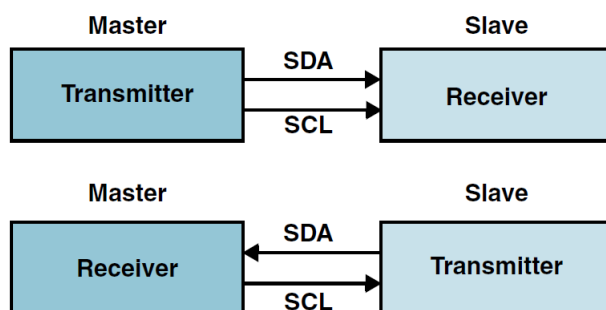 Master Slave
Transmitter SDA Receiver
SCL
Master Slave
Receiver SDA Transmitter
SCL